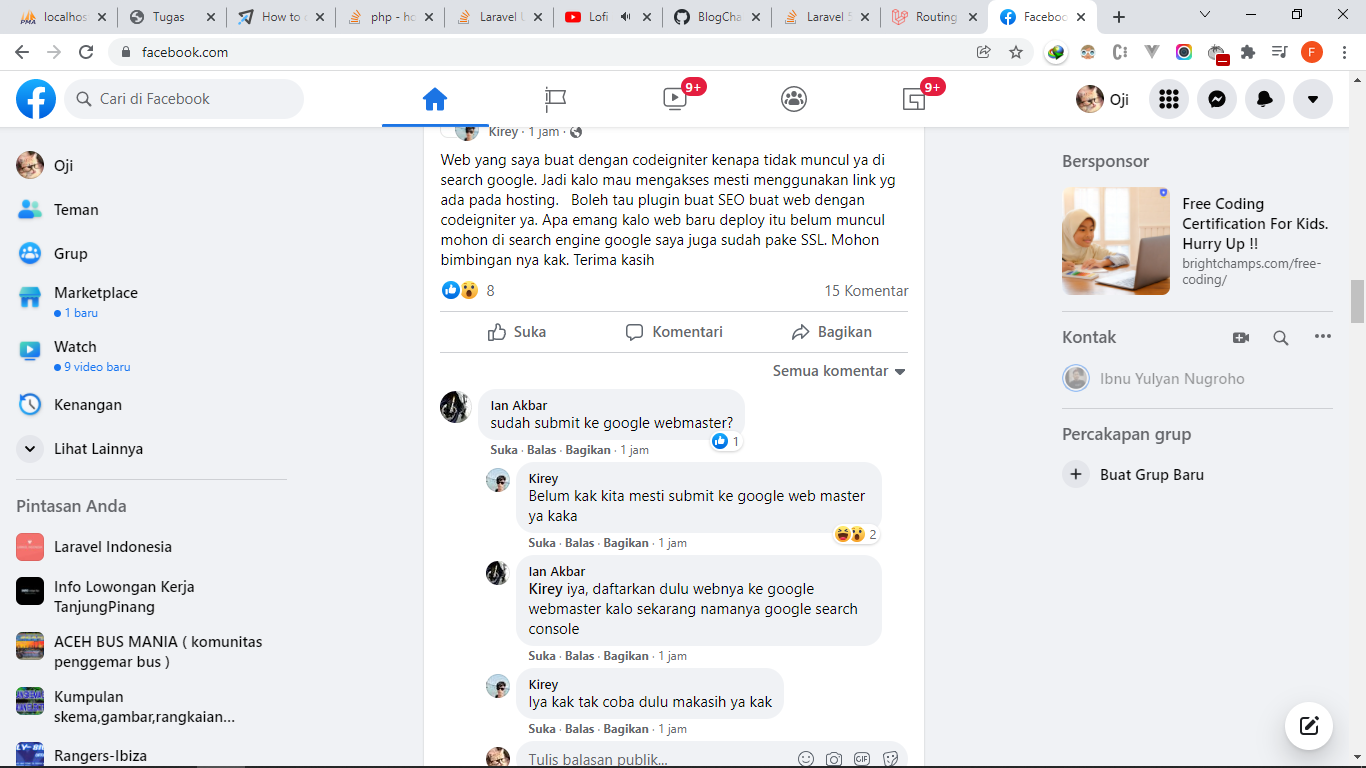 localhos
Tugas
How to
php - ho
Laravel U
Lofi
BlogCha
Laravel 5
Routing
Faceboo
facebook.com
F
Cari di Facebook
9+
9+
Oji
Oji
Teman
Grup
Marketplace
1 baru
Watch
9 video baru
Kenangan
Lihat Lainnya
Pintasan Anda
Laravel Indonesia
Info Lowongan Kerja
TanjungPinang
ACEH BUS MANIA ( komunitas
penggemar bus )
Kumpulan
skema,gambar,rangkaian...
Rangers-Ibiza
Kirey · 1 jam ·
Web yang saya buat dengan codeigniter kenapa tidak muncul ya di
search google. Jadi kalo mau mengakses mesti menggunakan link yg
ada pada hosting. Boleh tau plugin buat SEO buat web dengan
codeigniter ya. Apa emang kalo web baru deploy itu belum muncul
mohon di search engine google saya juga sudah pake SSL. Mohon
bimbingan nya kak. Terima kasih
8
15 Komentar
Suka
Komentari
Bagikan
Semua komentar
Ian Akbar
sudah submit ke google webmaster?
1
Suka · Balas · Bagikan · 1 jam
Kirey
Belum kak kita mesti submit ke google web master
ya kaka
2
Suka · Balas · Bagikan · 1 jam
Ian Akbar
Kirey iya, daftarkan dulu webnya ke google
webmaster kalo sekarang namanya google search
console
Suka · Balas · Bagikan · 1 jam
Kirey
Iya kak tak coba dulu makasih ya kak
Suka · Balas · Bagikan · 1 jam
Tulis balasan publik...
GIF
Bersponsor
Free Coding
Certification For Kids.
Hurry Up !!
brightchamps.com/free-
coding/
Kontak
Ibnu Yulyan Nugroho
Percakapan grup
Buat Grup Baru